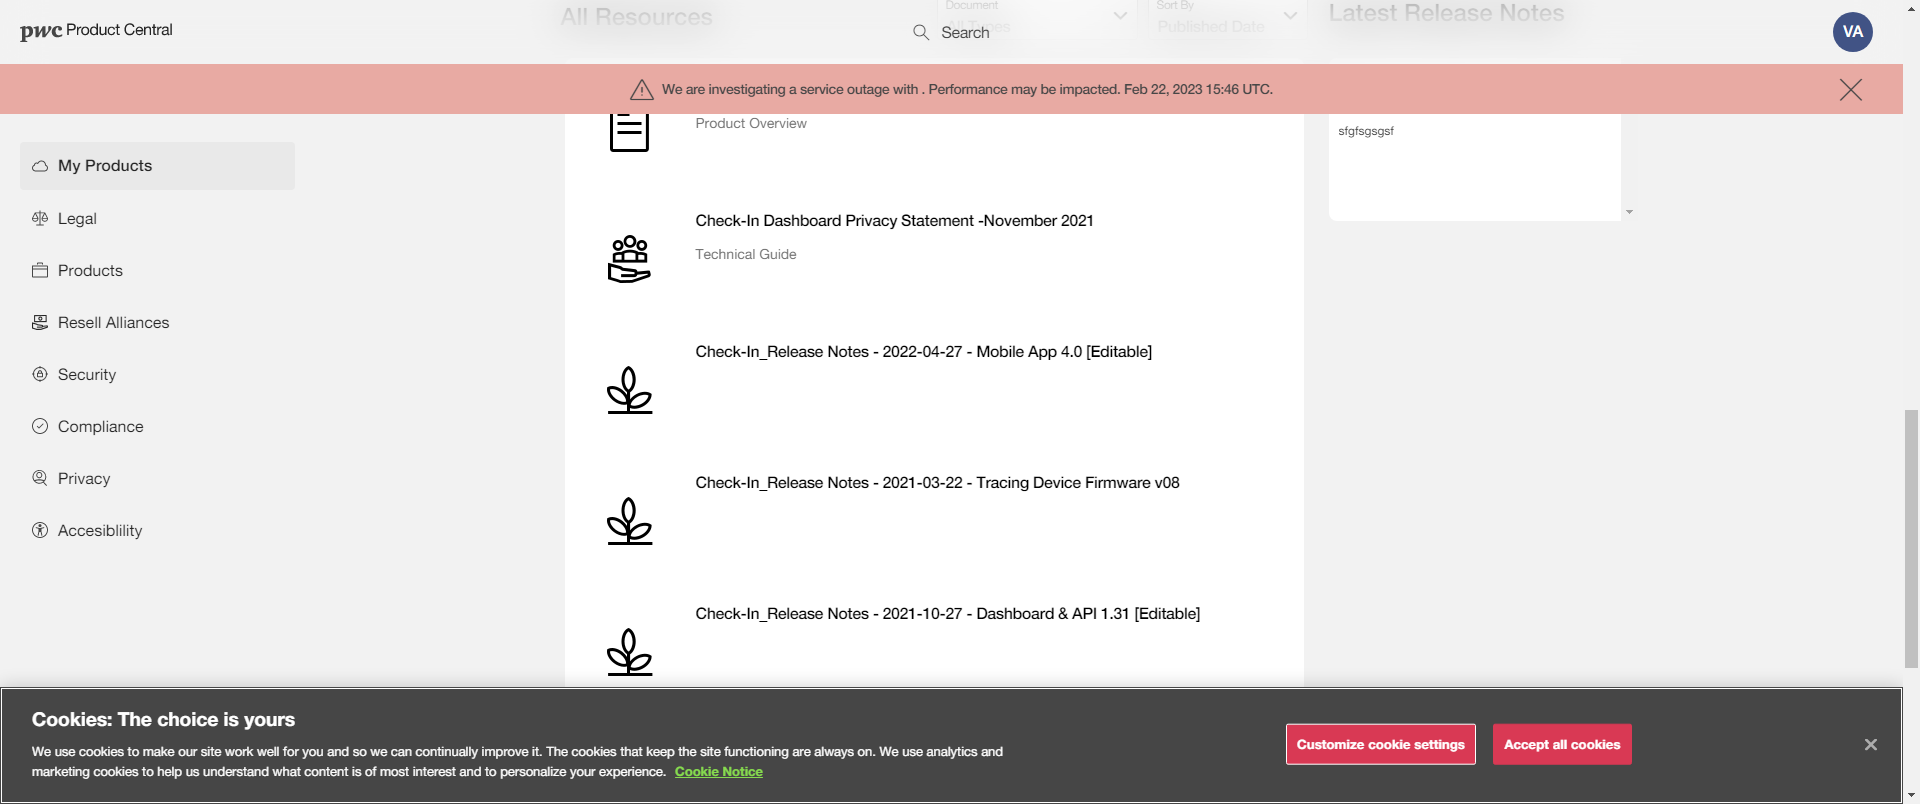 pwc Product Central
All Resources
Document
All Types
Sort By
Published Date
Latest Release Notes
Search
VA
We are investigating a service outage with . Performance may be impacted. Feb 22, 2023 15:46 UTC.
Product Overview
sfgfsgsgsf
My Products
Legal
Products
Resell Alliances
Security
Compliance
Privacy
Accesiblility
Check-In Dashboard Privacy Statement -November 2021
Technical Guide
Check-In_Release Notes - 2022-04-27 - Mobile App 4.0 [Editable]
Check-In_Release Notes - 2021-03-22 - Tracing Device Firmware v08
Check-In_Release Notes - 2021-10-27 - Dashboard & API 1.31 [Editable]
Cookies: The choice is yours
We use cookies to make our site work well for you and so we can continually improve it. The cookies that keep the site functioning are always on. We use analytics and
marketing cookies to help us understand what content is of most interest and to personalize your experience. Cookie Notice
Customize cookie settings
Accept all cookies